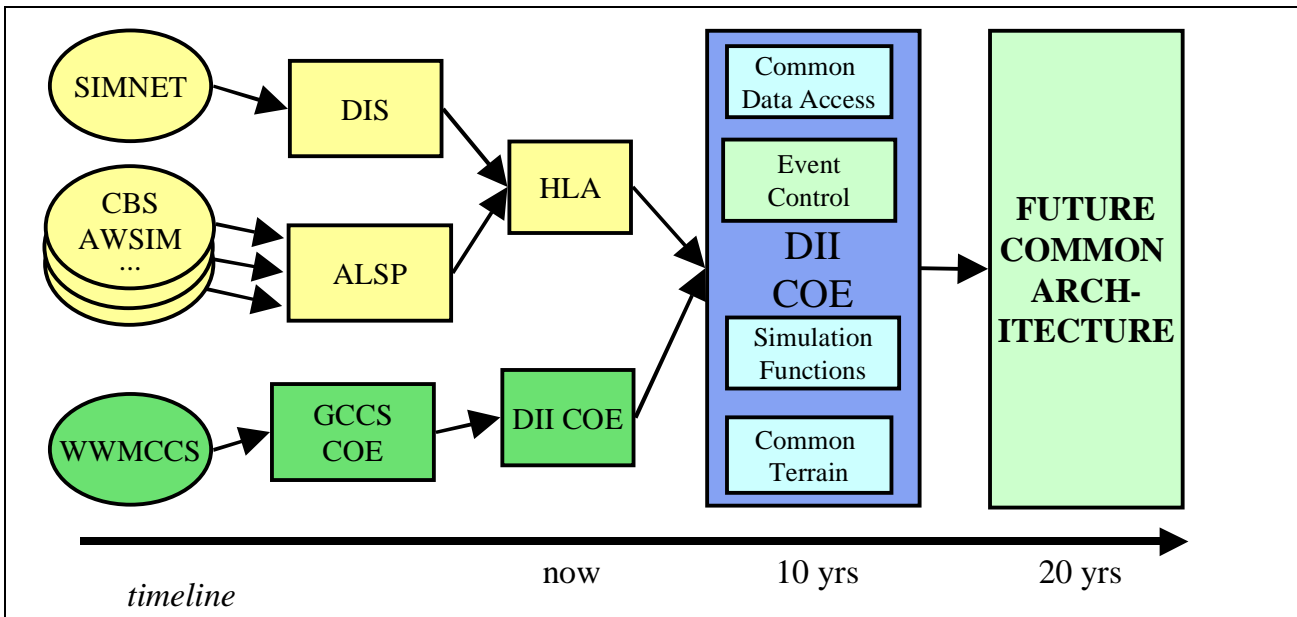 SIMNET
DIS
CBS
AWSIM
...
ALSP
HLA
WWMCCS
GCCS
COE
DII COE
Common
Data Access
Event
Control
DII
COE
Simulation
Functions
Common
Terrain
FUTURE
COMMON
ARCH-
ITECTURE
now
10 yrs
20 yrs
timeline